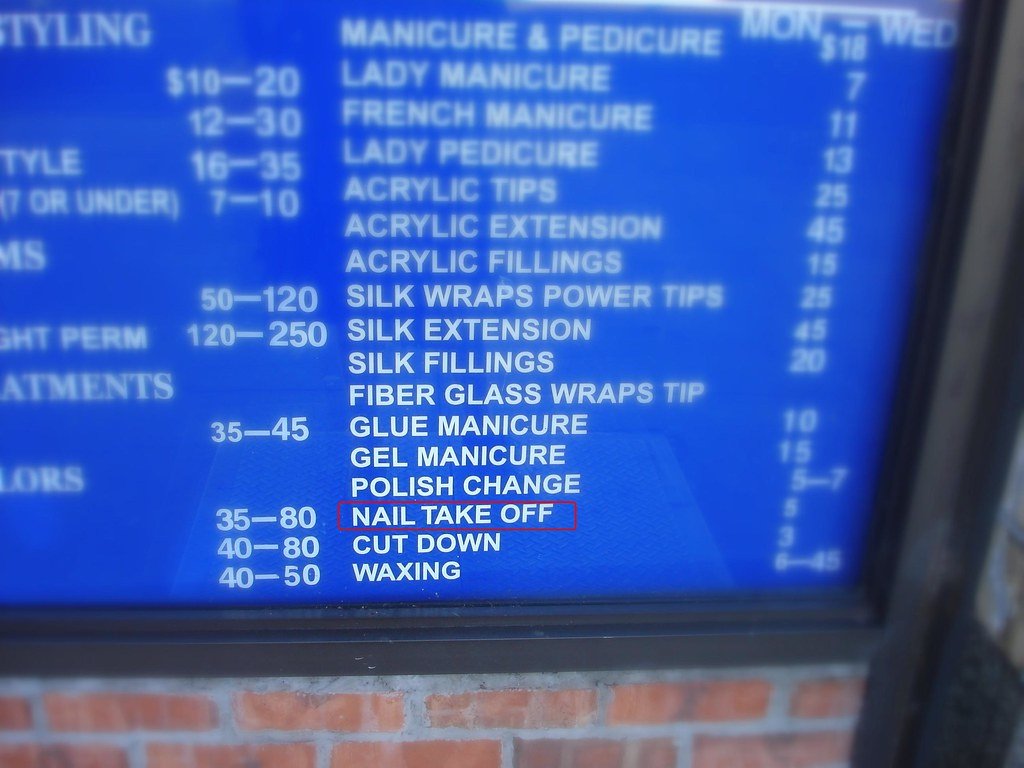 STYLING MANICURE & PEDICURE MON - WED
$18
$10-20 LADY MANICURE 7
12-30 FRENCH MANICURE 11
TYLE 16-35 LADY PEDICURE 13
(7 OR UNDER) 7-10 ACRYLIC TIPS 25
ACRYLIC EXTENSION 45
MS ACRYLIC FILLINGS 15
50-120 SILK WRAPS POWER TIPS 25
GHT PERM 120-250 SILK EXTENSION 45
SILK FILLINGS 20
ATMENTS FIBER GLASS WRAPS TIP
35-45 GLUE MANICURE 10
GEL MANICURE 15
LORS POLISH CHANGE 5-7
35-80 NAIL TAKE OFF 5
40-80 CUT DOWN 3
40-50 WAXING 6-45